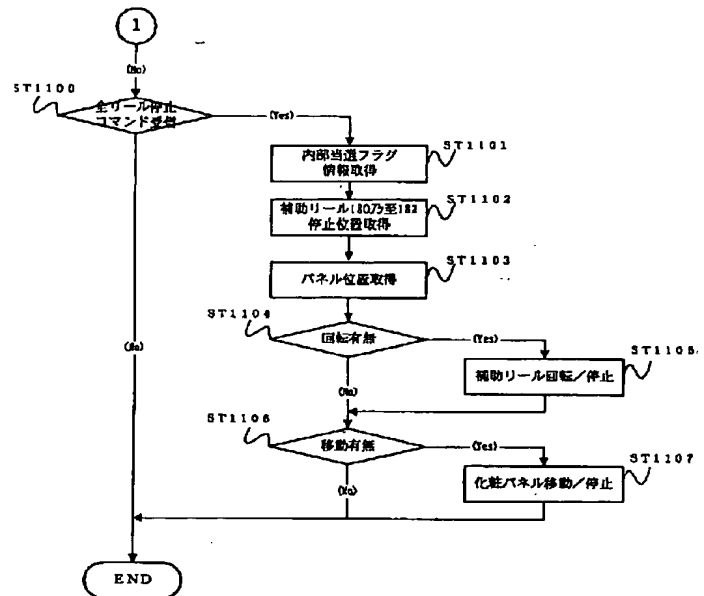 1
(No)
ST1100
全リール停止
コマンド受信
(Yes)
ST1101
内部当選フラグ
情報取得
ST1102
補助リール180乃至182
停止位置取得
ST1103
パネル位置取得
ST1104
回転有無
(Yes)
ST1105
補助リール回転／停止
(No)
(No)
ST1106
移動有無
(Yes)
ST1107
化粧パネル移動／停止
(No)
END